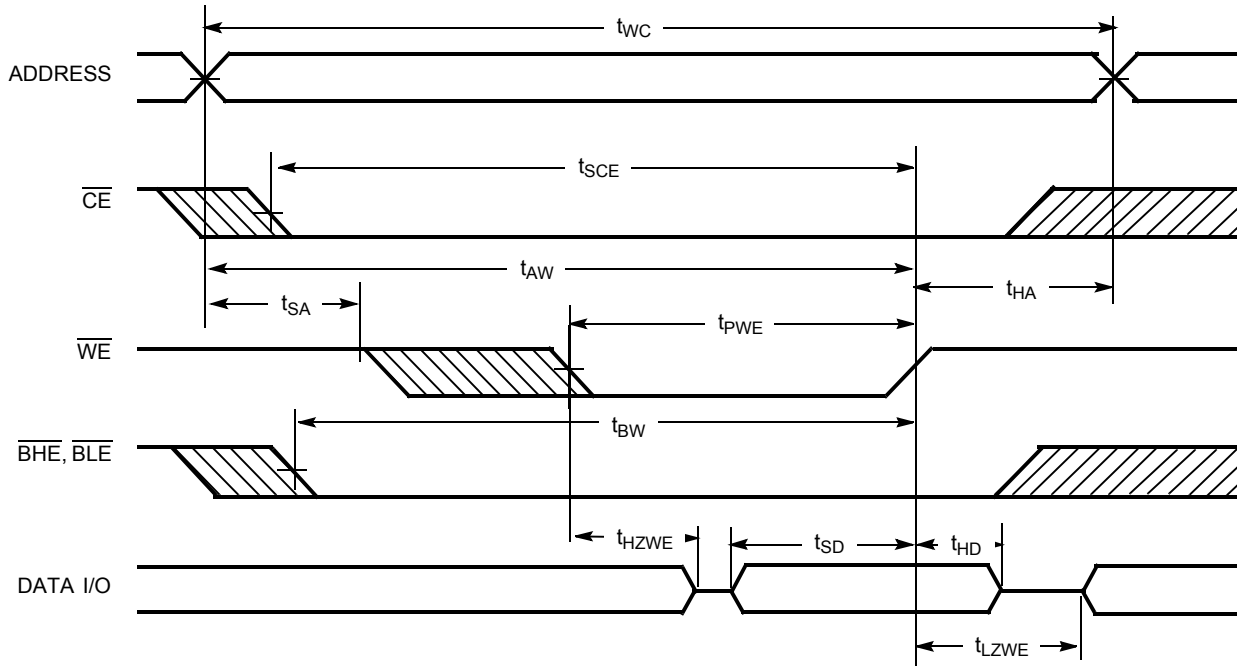 tWC
ADDRESS
tSCE
CE
tAW
tSA
tHA
tPWE
WE
tBW
BHE, BLE
tHZWE
tSD
tHD
DATA I/O
tLZWE